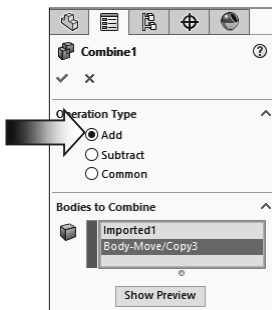 Combine1
Operation Type
Add
Subtract
Common
Bodies to Combine
Imported1
Body-Move/Copy3
Show Preview